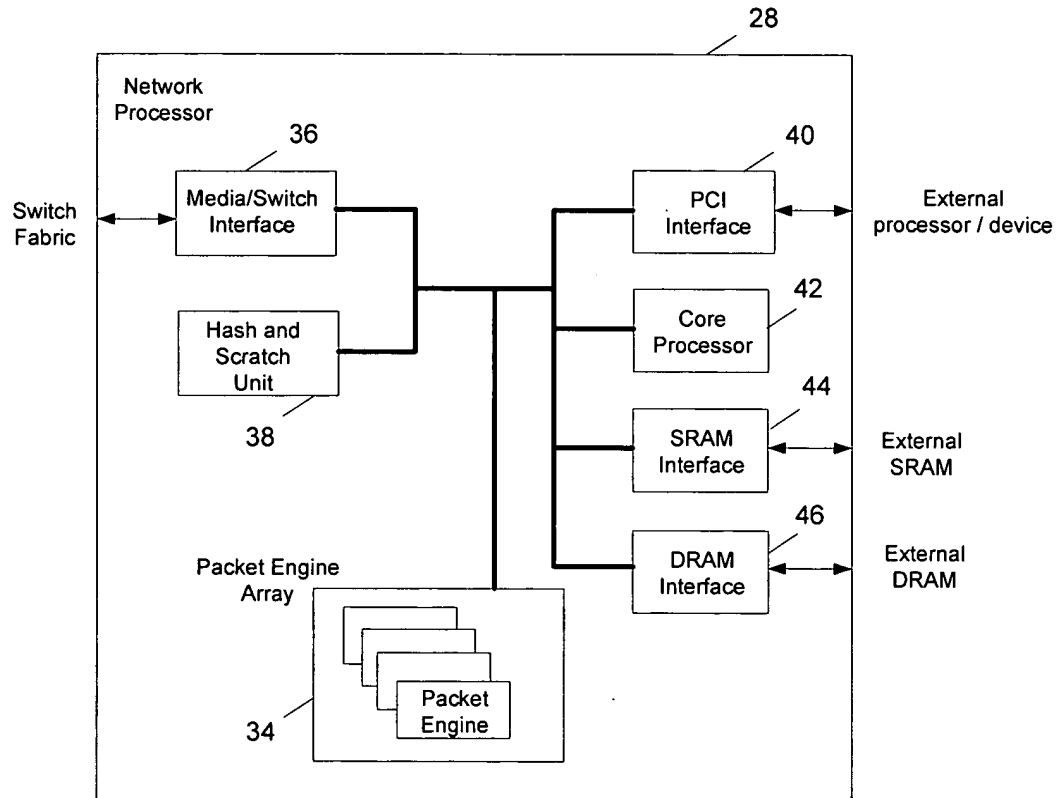 28
Network
Processor
36
40
Switch
Fabric
Media/Switch
Interface
PCI
Interface
External
processor / device
42
Hash and
Scratch
Unit
Core
Processor
38
44
SRAM
Interface
External
SRAM
46
Packet Engine
Array
DRAM
Interface
External
DRAM
Packet
Engine
34